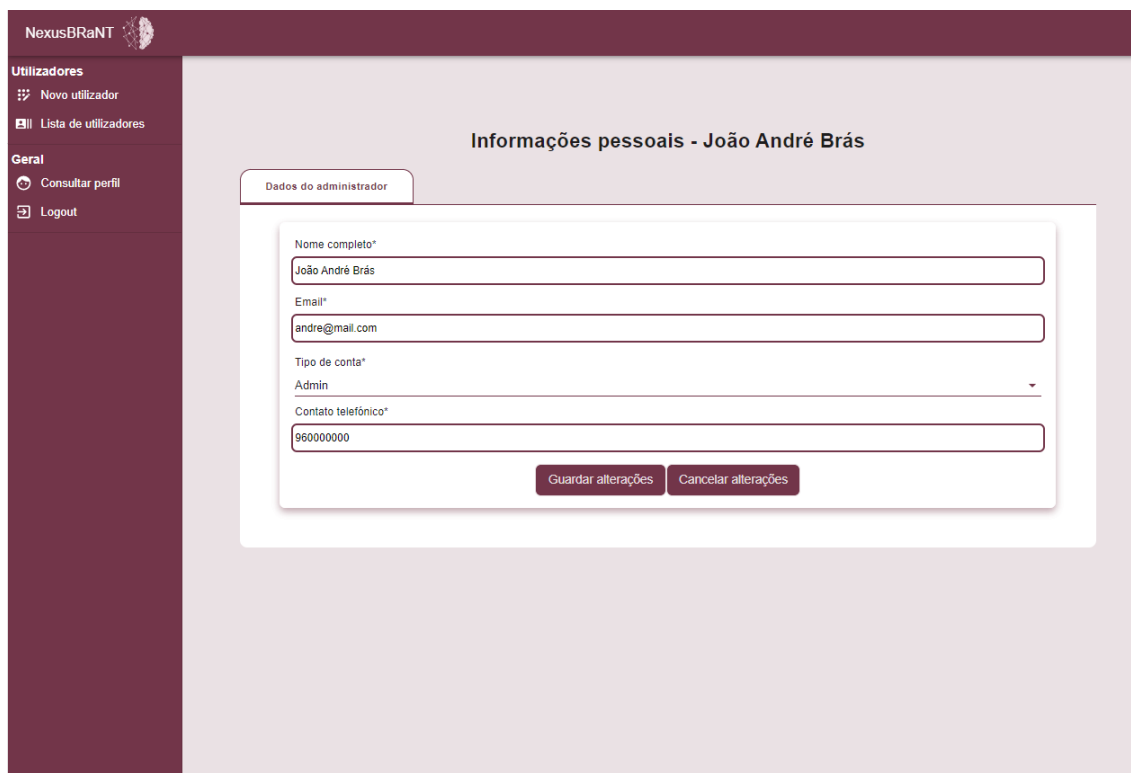 NexusBRaNT
Utilizadores
Novo utilizador
Lista de utilizadores
Geral
Consultar perfil
Logout
Informações pessoais - João André Brás
Dados do administrador
Nome completo*
João André Brás
Email*
andre@mail.com
Tipo de conta*
Admin
Contato telefónico*
960000000
Guardar alterações Cancelar alterações